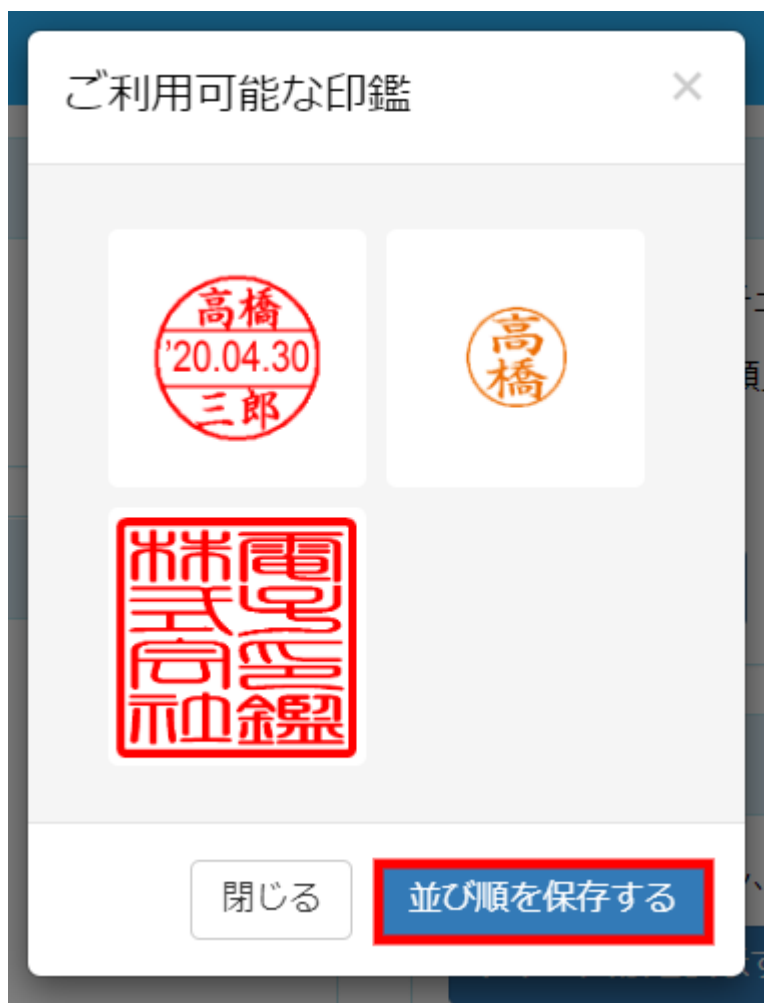 ご利用可能な印鑑
×
高橋
'20.04.30
三郎
高
橋
電子印鑑
株式会社
閉じる
並び順を保存する